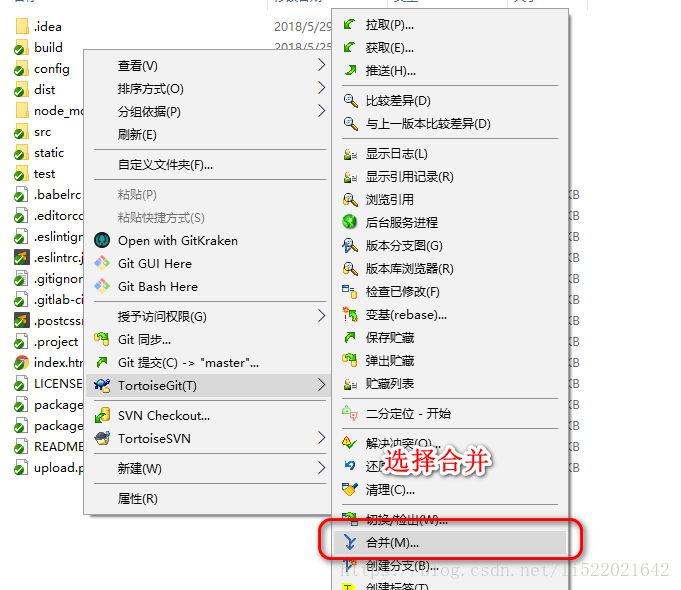 .idea
2018/5/29
build
2018/5/25
config
dist
node_mo
src
static
test
.babelrc
.editorco
.eslintign
.eslintrc.j
.gitignor
.gitlab-ci
.postcssr
.project
index.htm
LICENSE
package
package
README
upload.p
查看(V)
排序方式(O)
分组依据(P)
刷新(E)
自定义文件夹(F)...
粘贴(P)
粘贴快捷方式(S)
Open with GitKraken
Git GUI Here
Git Bash Here
授予访问权限(G)
Git 同步...
Git 提交(C) -> "master"...
TortoiseGit(T)
SVN Checkout...
TortoiseSVN
新建(W)
属性(R)
拉取(P)...
获取(E)...
推送(H)...
比较差异(D)
与上一版本比较差异(D)
显示日志(L)
显示引用记录(R)
浏览引用
后台服务进程
版本分支图(G)
版本库浏览器(R)
检查已修改(F)
变基(rebase)...
保存贮藏
弹出贮藏
贮藏列表
二分定位 - 开始
解决冲突(O)...
选择合并
还
清理(C)...
切换/检出(W)...
合并(M)...
创建分支(B)...
创建标签(T)...
KB
KB
KB
KB
KB
KB
KB
KB
KB
KB
KB
KB
KB
https://blog.csdn.net/li522021642